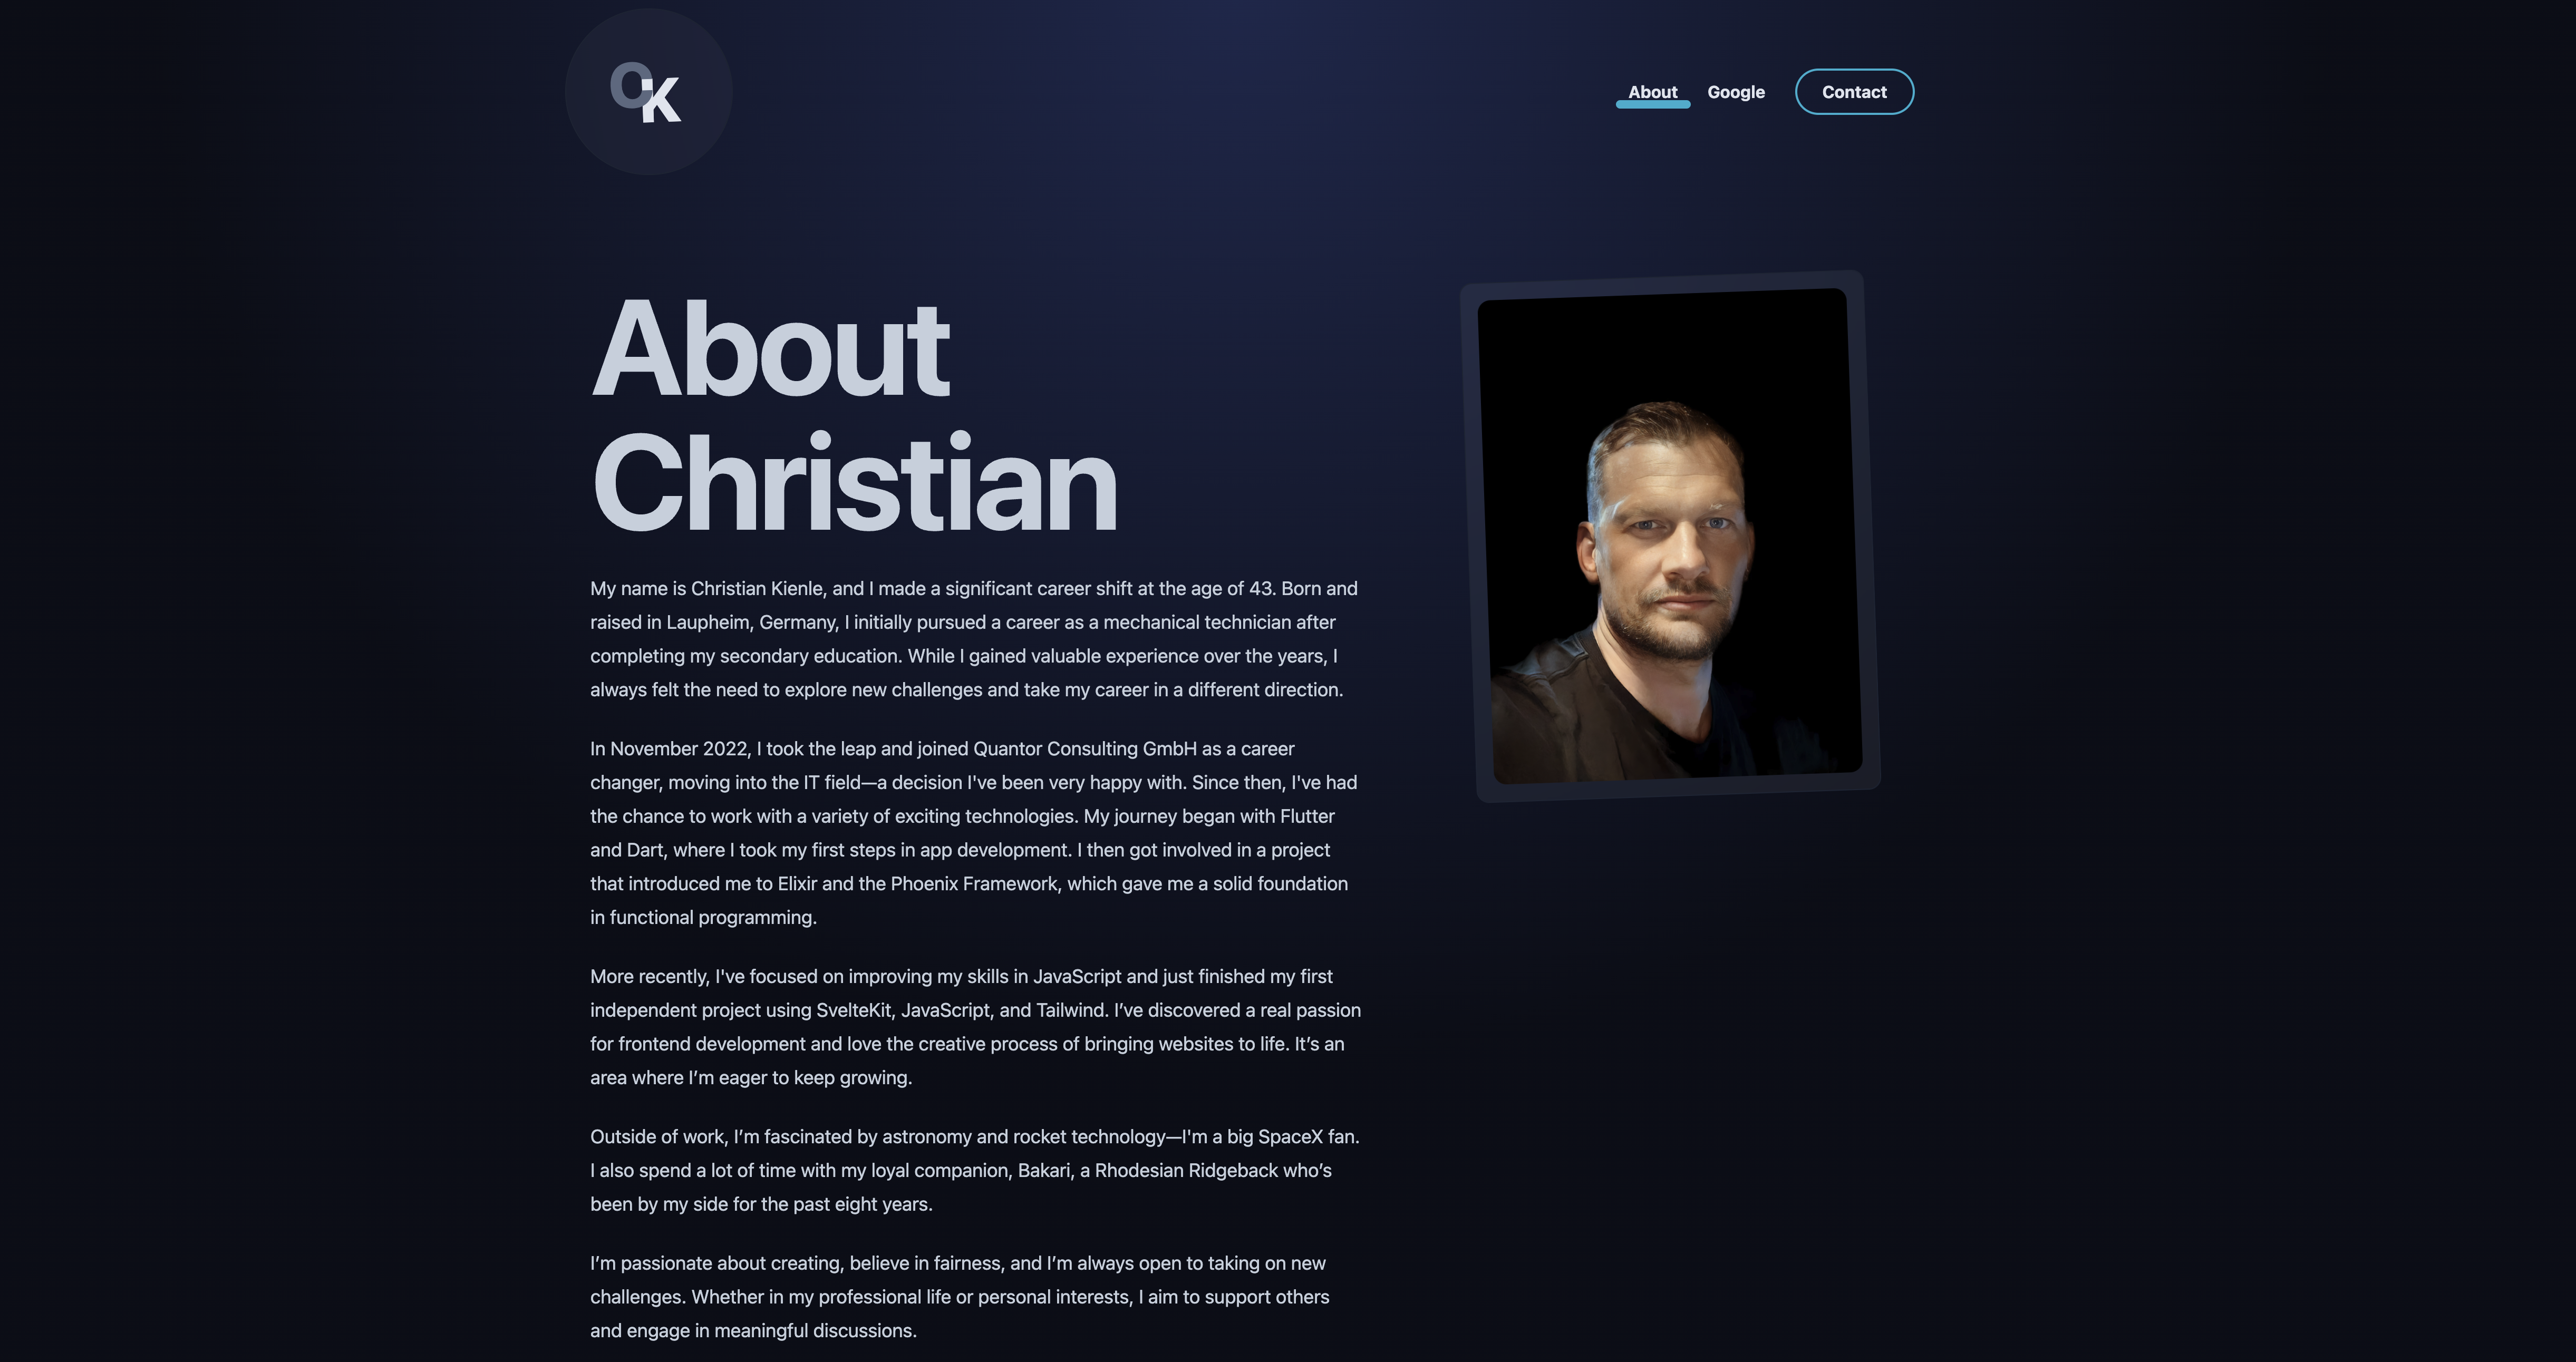 OK
About Google Contact
About
Christian
My name is Christian Kienle, and I made a significant career shift at the age of 43. Born and
raised in Laupheim, Germany, I initially pursued a career as a mechanical technician after
completing my secondary education. While I gained valuable experience over the years, I
always felt the need to explore new challenges and take my career in a different direction.
In November 2022, I took the leap and joined Quantor Consulting GmbH as a career
changer, moving into the IT field—a decision I've been very happy with. Since then, I've had
the chance to work with a variety of exciting technologies. My journey began with Flutter
and Dart, where I took my first steps in app development. I then got involved in a project
that introduced me to Elixir and the Phoenix Framework, which gave me a solid foundation
in functional programming.
More recently, I've focused on improving my skills in JavaScript and just finished my first
independent project using SvelteKit, JavaScript, and Tailwind. I’ve discovered a real passion
for frontend development and love the creative process of bringing websites to life. It’s an
area where I’m eager to keep growing.
Outside of work, I’m fascinated by astronomy and rocket technology—I'm a big SpaceX fan.
I also spend a lot of time with my loyal companion, Bakari, a Rhodesian Ridgeback who’s
been by my side for the past eight years.
I’m passionate about creating, believe in fairness, and I’m always open to taking on new
challenges. Whether in my professional life or personal interests, I aim to support others
and engage in meaningful discussions.